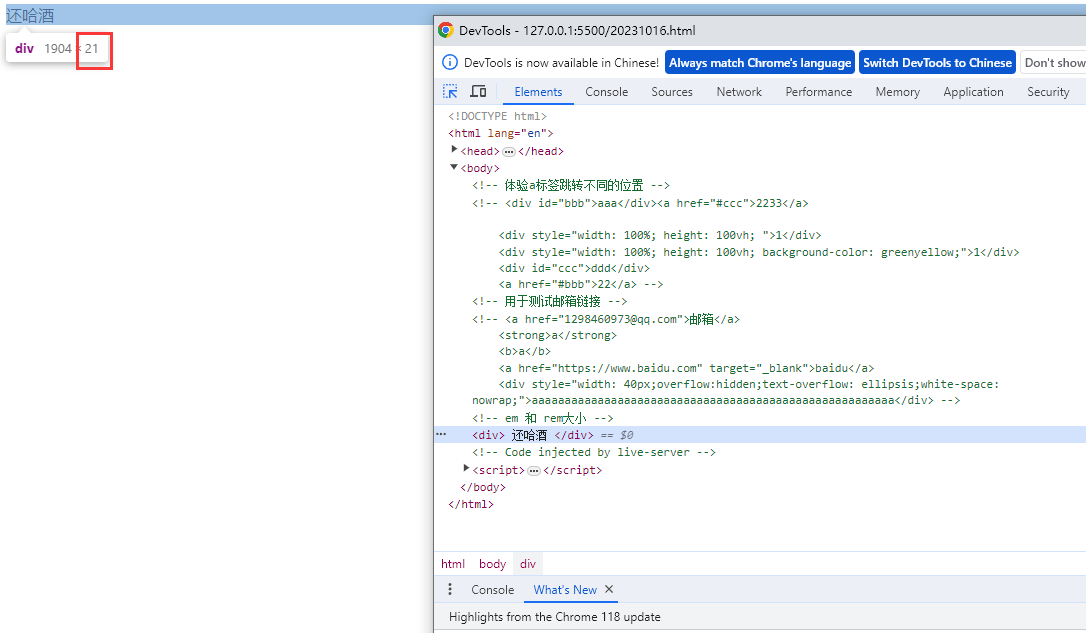 还哈酒
div 1904 × 21
DevTools - 127.0.0.1:5500/20231016.html
DevTools is now available in Chinese! Always match Chrome's language Switch DevTools to Chinese Don't show
Elements Console Sources Network Performance Memory Application Security
<!DOCTYPE html>
<html lang="en">
<head> ••• </head>
<body>
<!-- 体验a标签跳转不同的位置 -->
<!-- <div id="bbb">aaa</div><a href="#ccc">2233</a>
<div style="width: 100%; height: 100vh; ">1</div>
<div style="width: 100%; height: 100vh; background-color: greenyellow;">1</div>
<div id="ccc">ddd</div>
<a href="#bbb">22</a> -->
<!-- 用于测试邮箱链接 -->
<!-- <a href="1298460973@qq.com">邮箱</a>
<strong>a</strong>
<b>a</b>
<a href="https://www.baidu.com" target="_blank">baidu</a>
<div style="width: 40px;overflow:hidden;text-overflow: ellipsis;white-space:
nowrap;">aaaaaaaaaaaaaaaaaaaaaaaaaaaaaaaaaaaaaaaaaaaaaaaaaaaaa</div> -->
<!-- em 和 rem大小 -->
••• <div> 还哈酒 </div> == $0
<!-- Code injected by live-server -->
<script> ••• </script>
</body>
</html>
html body div
Console What's New
Highlights from the Chrome 118 update